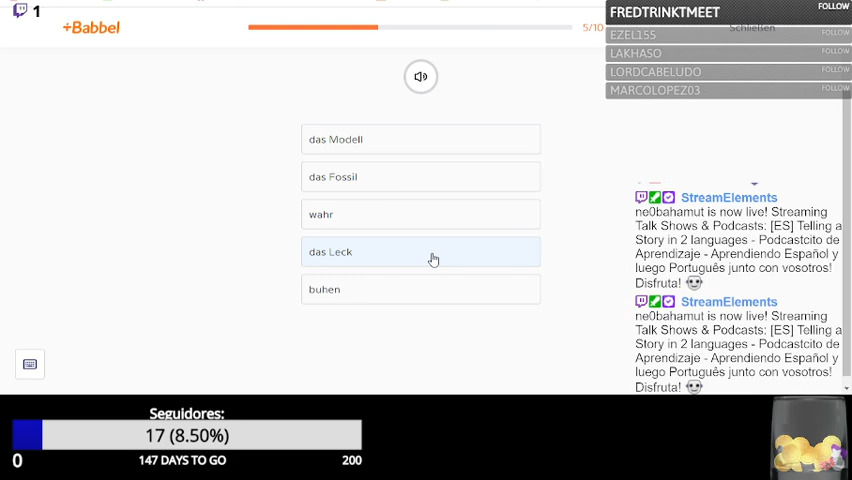 1
FREDTRINKTMEET
FOLLOW
+Babbel
5/10
Schließen
EZEL155
FOLLOW
LAKHASO
FOLLOW
LORDCABELUDO
FOLLOW
MARCOLOPEZ03
FOLLOW
das Modell
das Fossil
wahr
das Leck
buhen
StreamElements
ne0bahamut is now live! Streaming
Talk Shows & Podcasts: [ES] Telling a
Story in 2 languages - Podcastcito de
Aprendizaje - Aprendiendo Español y
luego Português junto con vosotros!
Disfruta!
StreamElements
ne0bahamut is now live! Streaming
Talk Shows & Podcasts: [ES] Telling a
Story in 2 languages - Podcastcito de
Aprendizaje - Aprendiendo Español y
luego Português junto con vosotros!
Disfruta!
Seguidores:
17 (8.50%)
0
147 DAYS TO GO
200